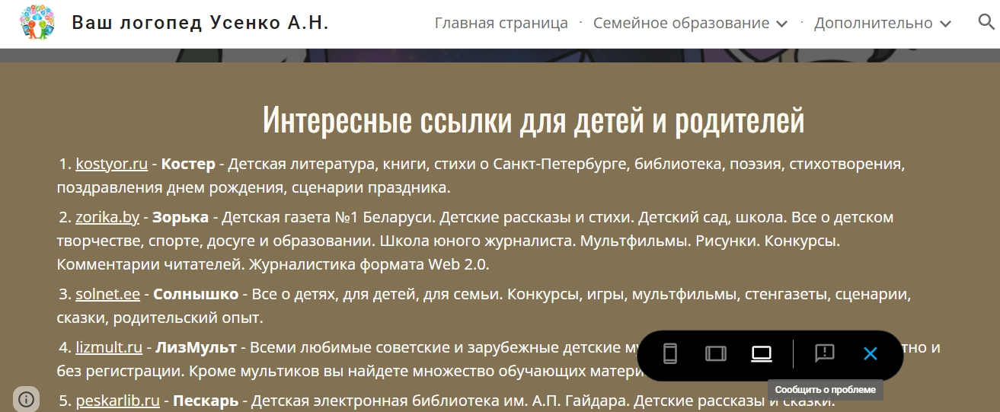 Ваш логопед Усенко А.Н.
Главная страница · Семейное образование · Дополнительно
Интересные ссылки для детей и родителей
1. kostyor.ru - Костер - Детская литература, книги, стихи о Санкт-Петербурге, библиотека, поэзия, стихотворения,
поздравления днем рождения, сценарии праздника.
2. zorika.by - Зорька - Детская газета №1 Беларуси. Детские рассказы и стихи. Детский сад, школа. Все о детском
творчестве, спорте, досуге и образовании. Школа юного журналиста. Мультфильмы. Рисунки. Конкурсы.
Комментарии читателей. Журналистика формата Web 2.0.
3. solnet.ee - Солнышко - Все о детях, для детей, для семьи. Конкурсы, игры, мультфильмы, стенгазеты, сценарии,
сказки, родительский опыт.
4. lizmult.ru - ЛизМульт - Всеми любимые советские и зарубежные детские и
без регистрации. Кроме мультиков вы найдете множество обучающих
Сообщить о проблеме
5. peskarlib.ru - Пескарь - Детская электронная библиотека им. А.П. Гайдара. Детские рассказы и сказки.